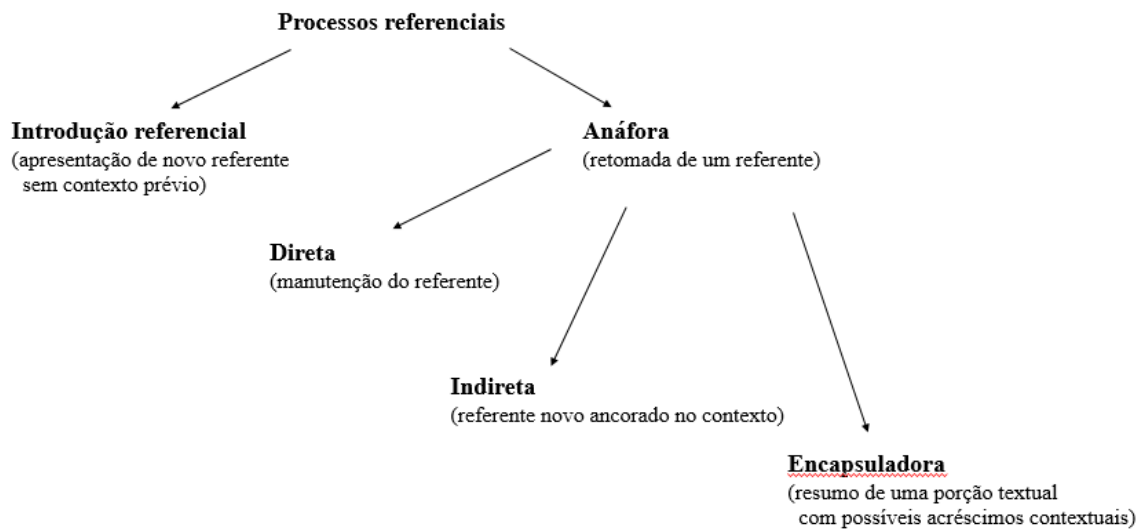 Processos referenciais
Introdução referencial
(apresentação de novo referente
sem contexto prévio)
Anáfora
(retomada de um referente)
Direta
(manutenção do referente)
Indireta
(referente novo ancorado no contexto)
Encapsuladora
(resumo de uma porção textual
com possíveis acréscimos contextuais)